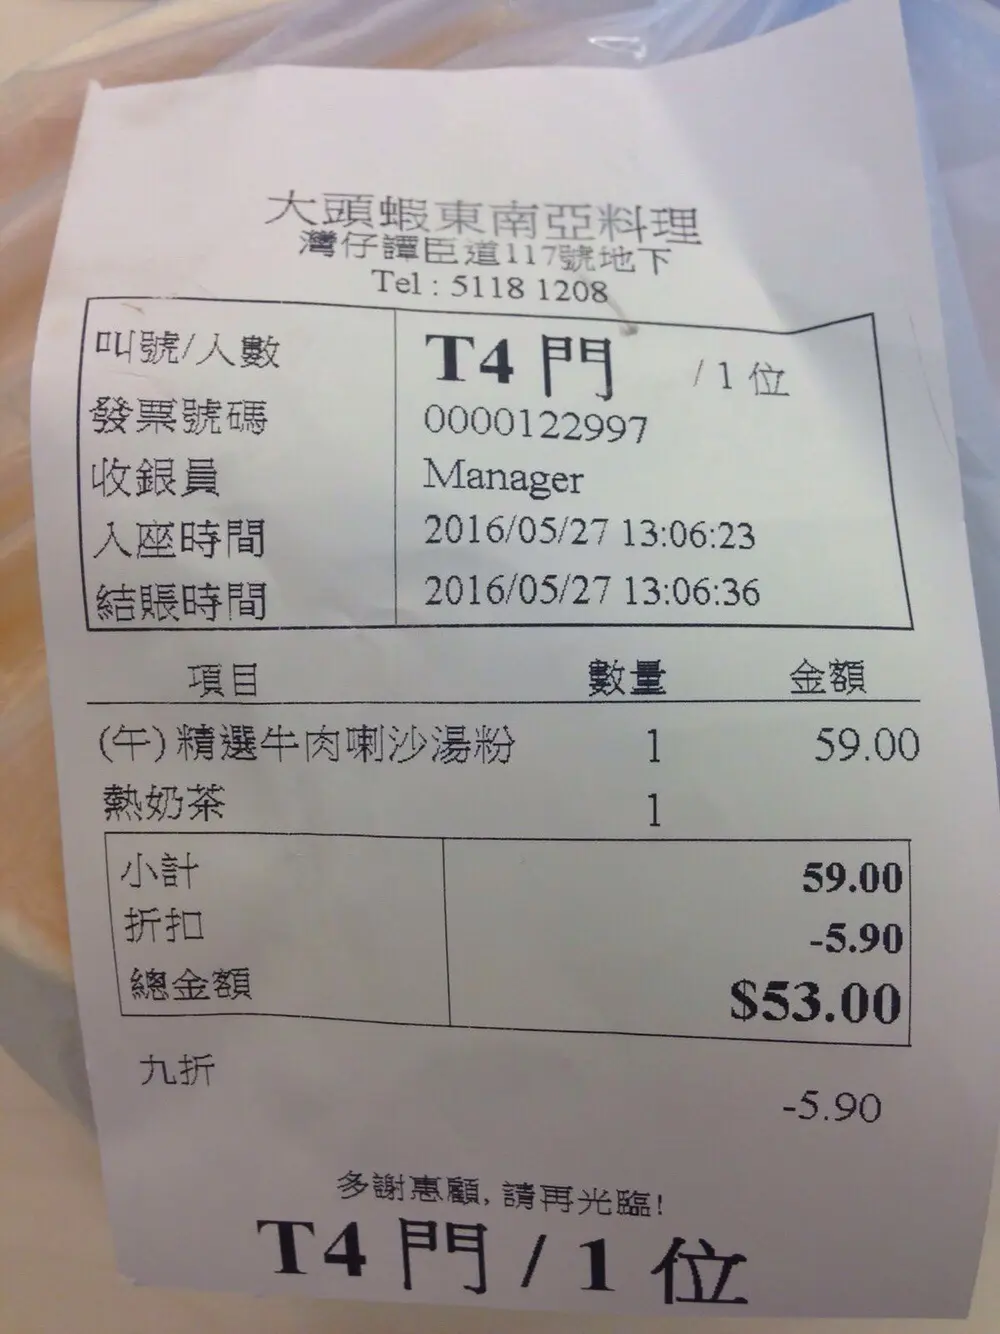 大頭蝦東南亞料理
灣仔譚臣道117號地下
Tel : 5118 1208
叫號/人數 T4 門 / 1 位
發票號碼 0000122997
收銀員 Manager
入座時間 2016/05/27 13:06:23
結賬時間 2016/05/27 13:06:36
項目 數量 金額
(午) 精選牛肉喇沙湯粉 1 59.00
熱奶茶 1
小計 59.00
折扣 -5.90
總金額 $53.00
九折
-5.90
多謝惠顧, 請再光臨!
T4 門 / 1 位